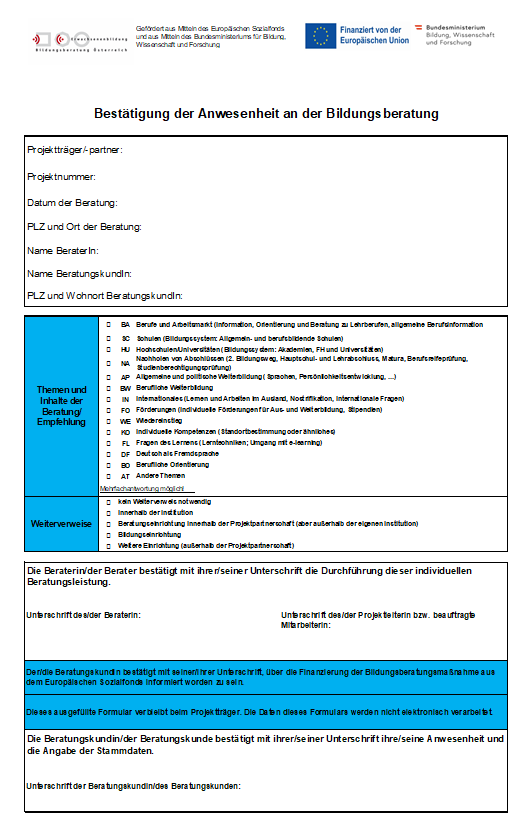 Gefördert aus Mitteln des Europäischen Sozialfonds
und aus Mitteln des Bundesministeriums für Bildung,
Wissenschaft und Forschung
Bildungsberatung Österreich
Finanziert von der
Europäischen Union
Bundesministerium
Bildung, Wissenschaft
und Forschung
Bestätigung der Anwesenheit an der Bildungsberatung
Projektträger/-partner:
Projektnummer:
Datum der Beratung:
PLZ und Ort der Beratung:
Name BeraterIn:
Name BeratungskundIn:
PLZ und Wohnort BeratungskundIn:
Themen und
Inhalte der
Beratung/
Empfehlung
BA Berufe und Arbeitsmarkt (Information, Orientierung und Beratung zu Lehrberufen, allgemeine Berufsinformation
SC Schulen (Bildungssystem: Allgemein- und berufsbildende Schulen)
HU Hochschulen/Universitäten (Bildungssystem: Akademien, FH und Universitäten)
NA Nachholen von Abschlüssen (2. Bildungsweg, Hauptschul- und Lehrabschluss, Matura, Berufsreifeprüfung,
Studienberechtigungsprüfung)
AP Allgemeine und politische Weiterbildung ( Sprachen, Persönlichkeitsentwicklung, ...)
BW Berufliche Weiterbildung
IN Internationales (Lernen und Arbeiten im Ausland, Nostrifikation, Internationale Fragen)
FO Förderungen (Individuelle Förderungen für Aus- und Weiterbildung, Stipendien)
WE Wiedereinstieg
KO Individuelle Kompetenzen (Standortbestimmung oder ähnliches)
FL Fragen des Lernens (Lerntechniken; Umgang mit e-learning)
DF Deutsch als Fremdsprache
BO Berufliche Orientierung
AT Andere Themen
Mehrfachantwortung möglich!
Weiterverweise
kein Weiterverweis notwendig
Innerhalb der Institution
Beratungseinrichtung innerhalb der Projektpartnerschaft (aber außerhalb der eigenen Institution)
Bildungseinrichtung
Weitere Einrichtung (außerhalb der Projektpartnerschaft)
Die Beraterin/der Berater bestätigt mit ihrer/seiner Unterschrift die Durchführung dieser individuellen
Beratungsleistung.
Unterschrift des/der BeraterIn:
Unterschrift des/der ProjektleiterIn bzw. beauftragte
MitarbeiterIn:
Der/die BeratungskundIn bestätigt mit seiner/ihrer Unterschrift, über die Finanzierung der Bildungsberatungsmaßnahme aus
dem Europäischen Sozialfonds informiert worden zu sein.
Dieses ausgefüllte Formular verbleibt beim Projektträger. Die Daten dieses Formulars werden nicht elektronisch verarbeitet.
Die Beratungskundin/der Beratungskunde bestätigt mit ihrer/seiner Unterschrift ihre/seine Anwesenheit und
die Angabe der Stammdaten.
Unterschrift der Beratungskundin/des Beratungskunden: